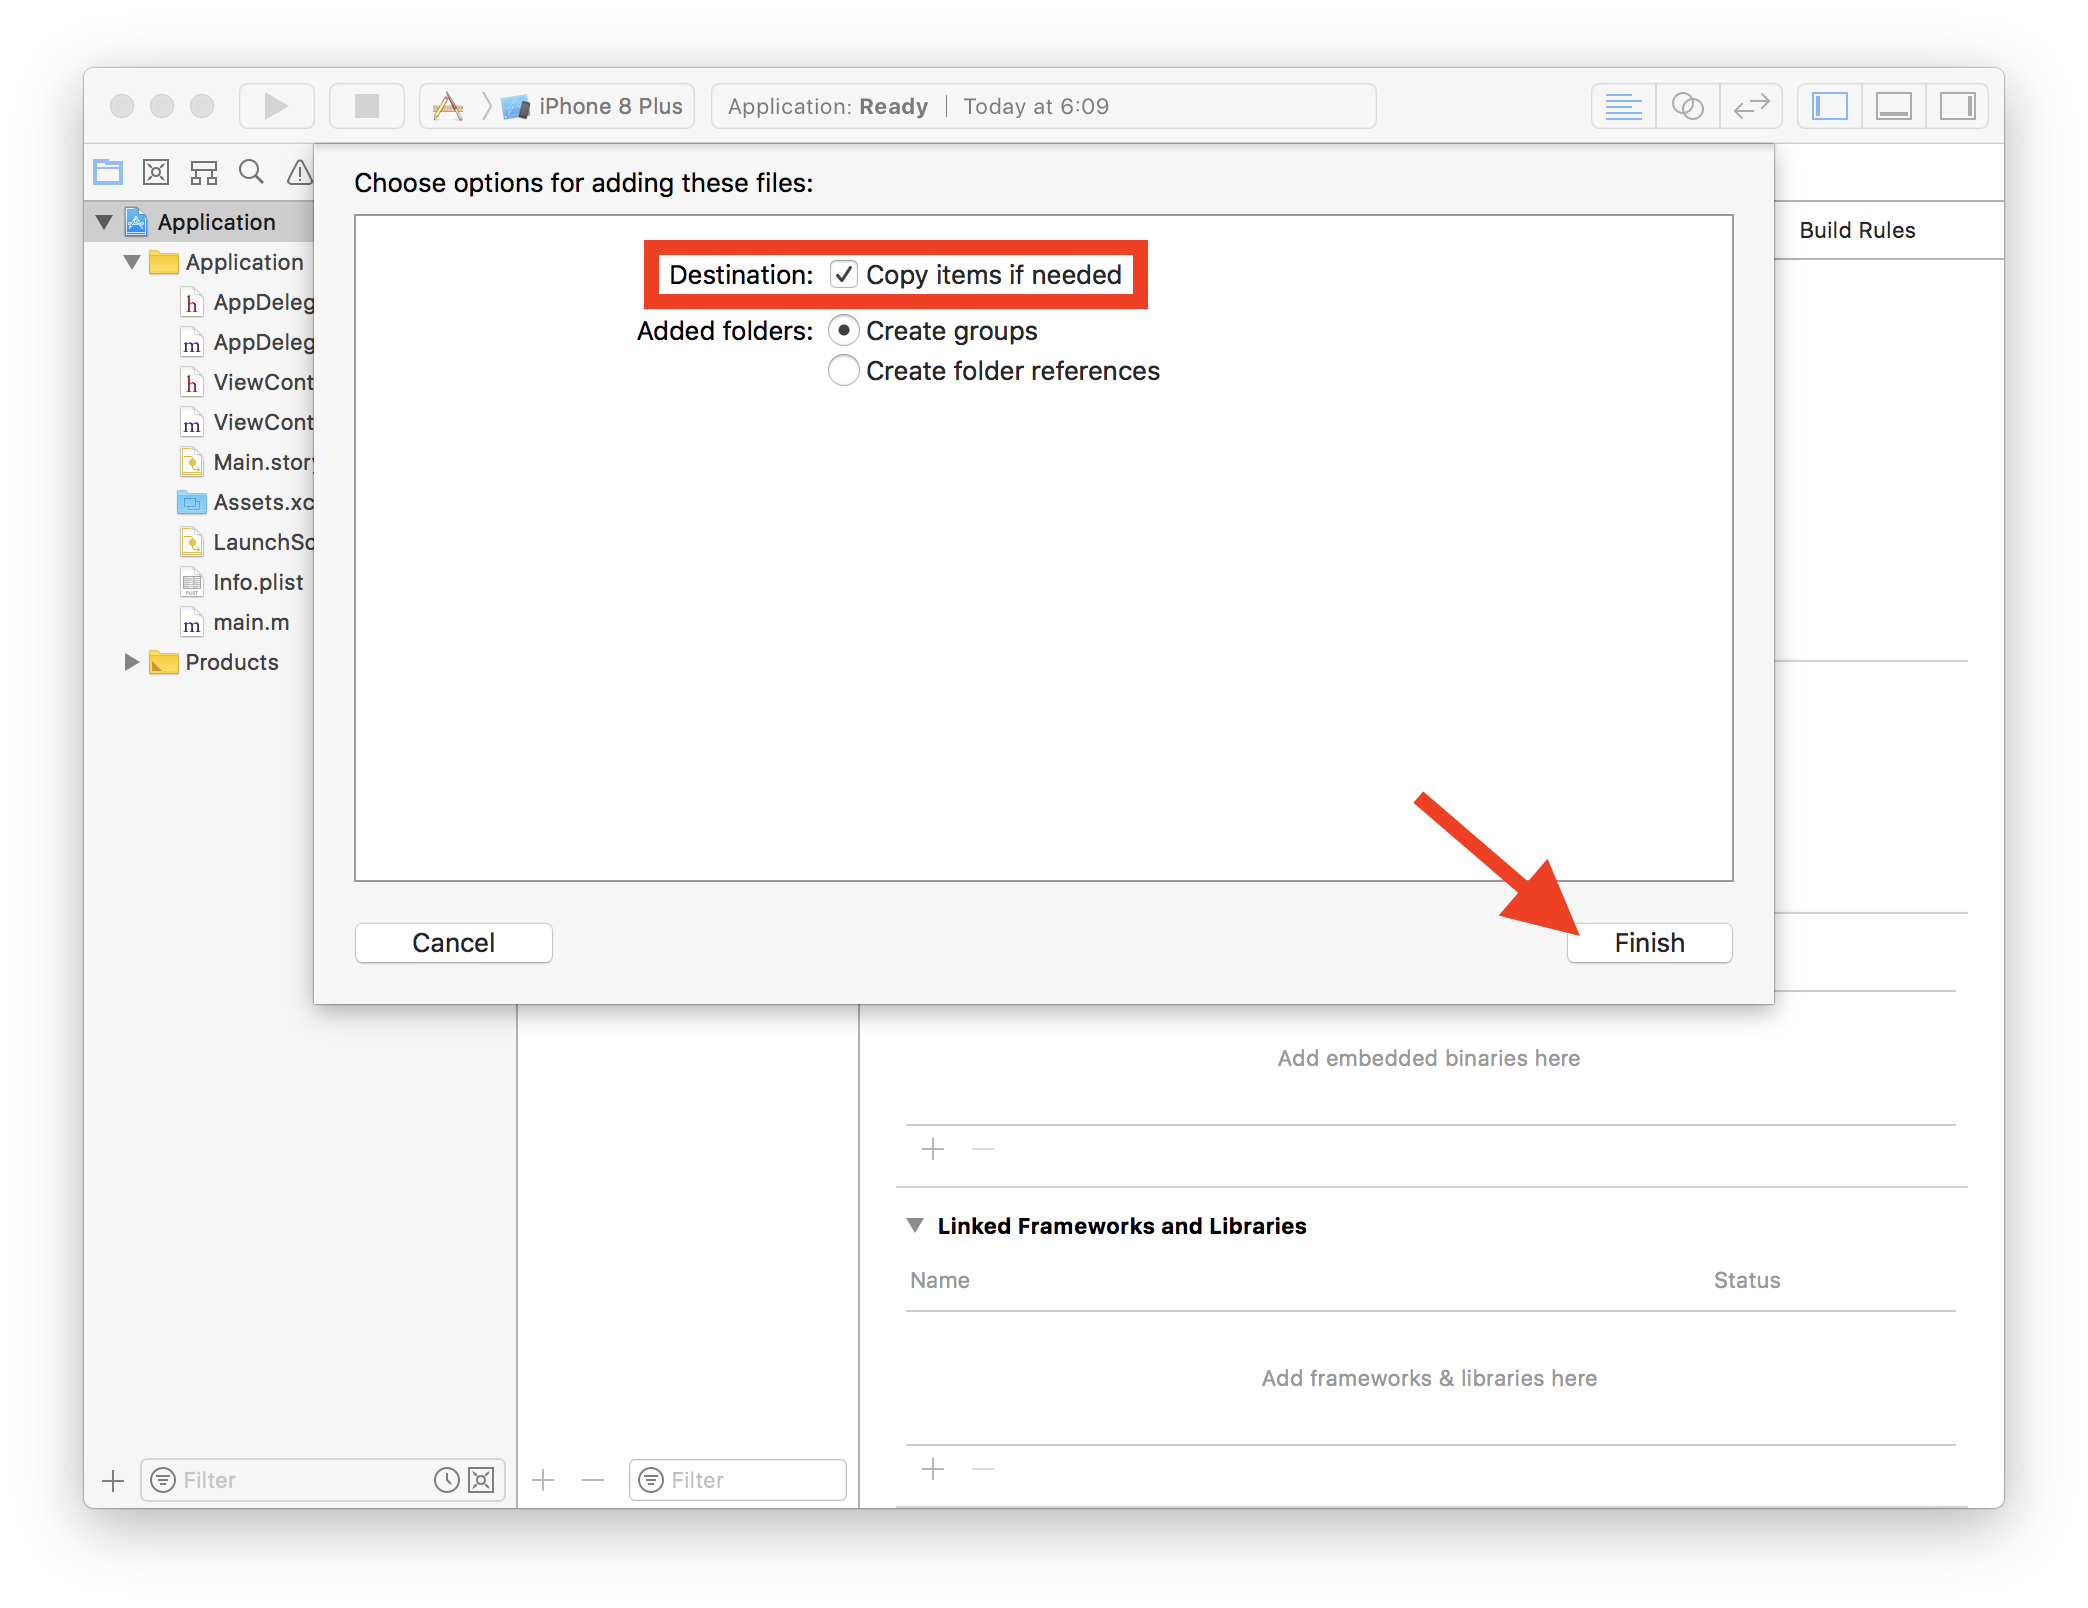 iPhone 8 Plus
Application: Ready | Today at 6:09
Choose options for adding these files:
Application
Build Rules
Application
Destination: Copy items if needed
h AppDeleg
Added folders: Create groups
m AppDeleg
Create folder references
h ViewCont
m ViewCont
Main.stor
Assets.xc
LaunchSc
Info.plist
m main.m
Products
Cancel
Finish
Add embedded binaries here
Linked Frameworks and Libraries
Name Status
Add frameworks & libraries here
Filter
Filter